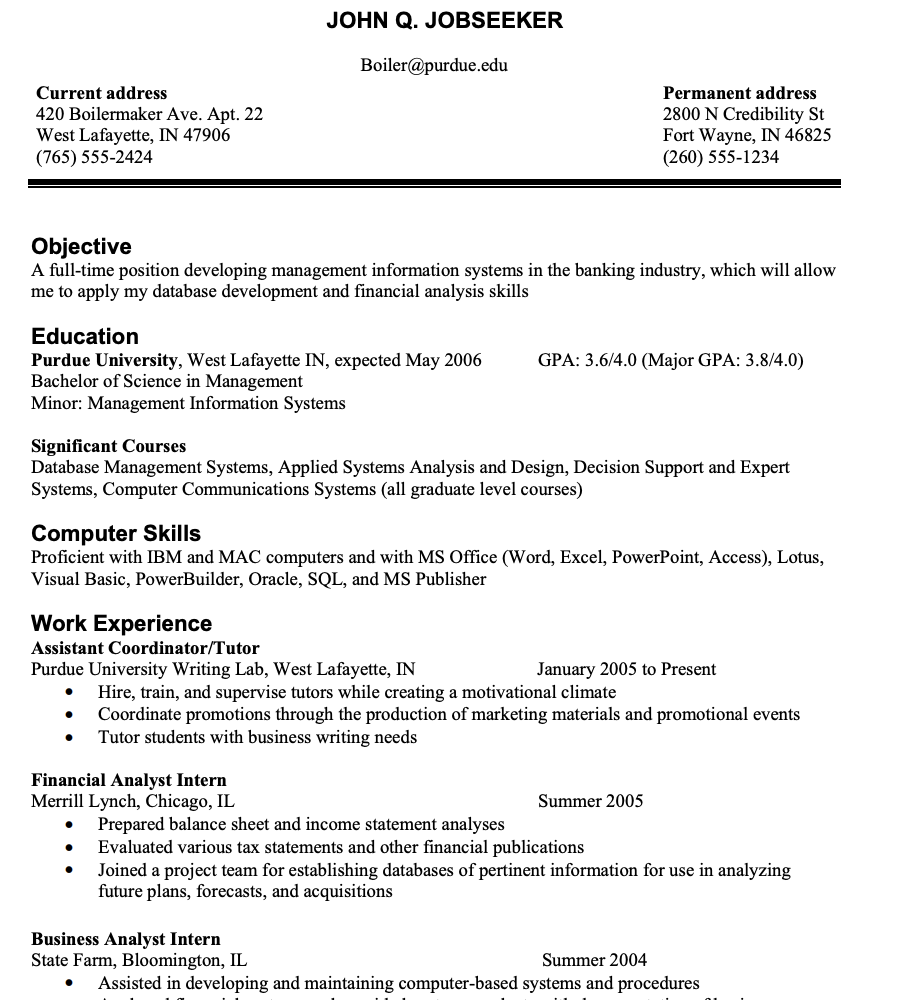 JOHN Q. JOBSEEKER
Boiler@purdue.edu
Current address
420 Boilermaker Ave. Apt. 22
West Lafayette, IN 47906
(765) 555-2424
Permanent address
2800 N Credibility St
Fort Wayne, IN 46825
(260) 555-1234
Objective
A full-time position developing management information systems in the banking industry, which will allow
me to apply my database development and financial analysis skills
Education
Purdue University, West Lafayette IN, expected May 2006 GPA: 3.6/4.0 (Major GPA: 3.8/4.0)
Bachelor of Science in Management
Minor: Management Information Systems
Significant Courses
Database Management Systems, Applied Systems Analysis and Design, Decision Support and Expert
Systems, Computer Communications Systems (all graduate level courses)
Computer Skills
Proficient with IBM and MAC computers and with MS Office (Word, Excel, PowerPoint, Access), Lotus,
Visual Basic, PowerBuilder, Oracle, SQL, and MS Publisher
Work Experience
Assistant Coordinator/Tutor
Purdue University Writing Lab, West Lafayette, IN January 2005 to Present
• Hire, train, and supervise tutors while creating a motivational climate
• Coordinate promotions through the production of marketing materials and promotional events
• Tutor students with business writing needs
Financial Analyst Intern
Merrill Lynch, Chicago, IL Summer 2005
• Prepared balance sheet and income statement analyses
• Evaluated various tax statements and other financial publications
• Joined a project team for establishing databases of pertinent information for use in analyzing
future plans, forecasts, and acquisitions
Business Analyst Intern
State Farm, Bloomington, IL Summer 2004
• Assisted in developing and maintaining computer-based systems and procedures